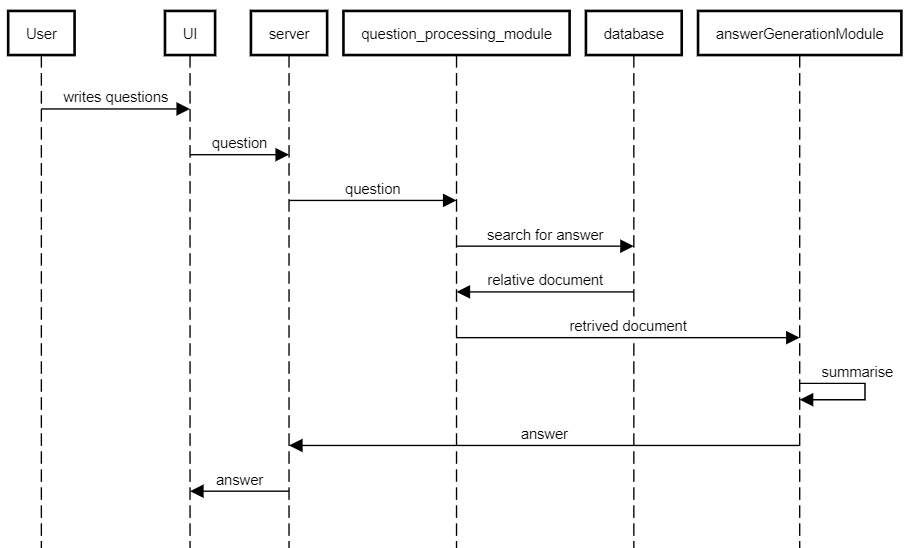 User
UI
server
question_processing_module
database
answerGenerationModule
writes questions
question
question
search for answer
relative document
retrived document
summarise
answer
answer